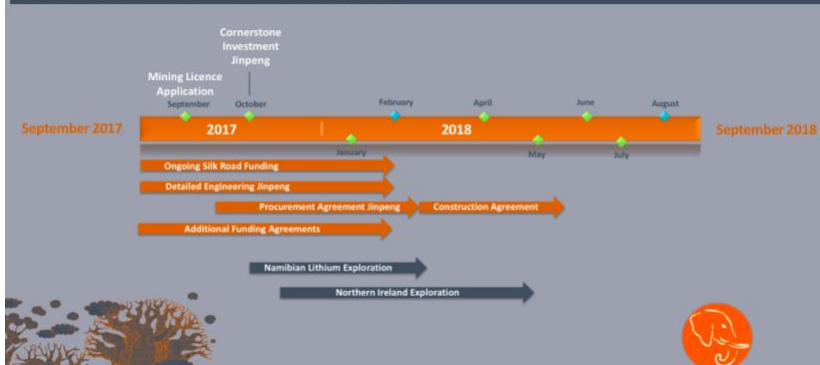 Cornerstone
Investment
Jinpeng
Mining Licence
Application
September
October
February
April
June
August
September 2017
2017
2018
September 2018
January
May
July
Ongoing Silk Road Funding
Detailed Engineering Jinpeng
Procurement Agreement Jinpeng
Construction Agreement
Additional Funding Agreements
Namibian Lithium Exploration
Northern Ireland Exploration